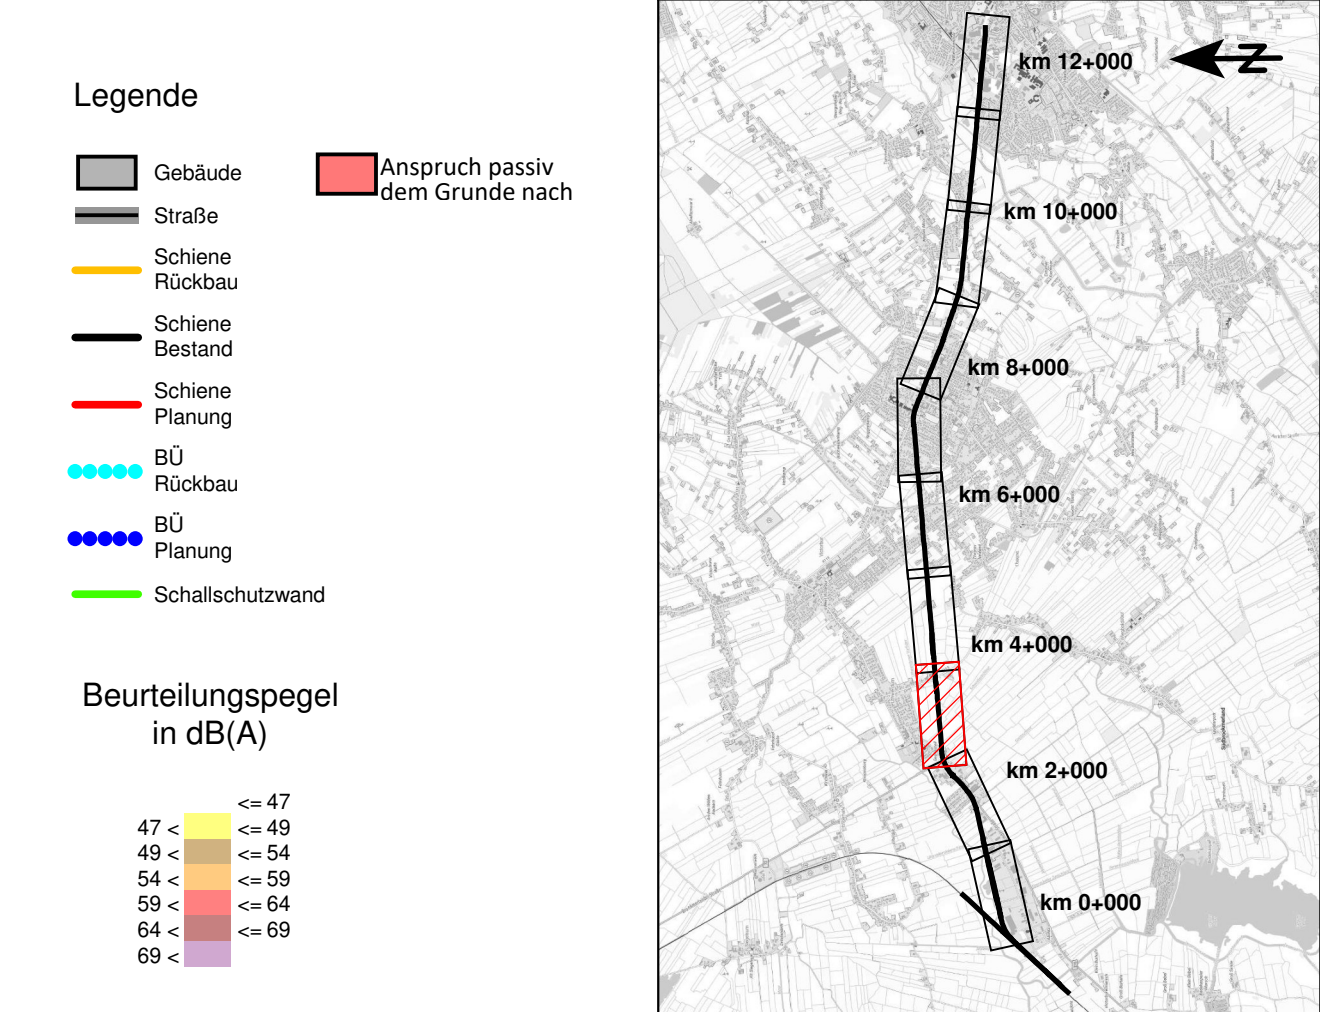 Legende
Gebäude
Straße
Schiene
Rückbau
Schiene
Bestand
Schiene
Planung
BÜ
Rückbau
BÜ
Planung
Schallschutzwand
Anspruch passiv
dem Grunde nach
Beurteilungspegel
in dB(A)
<= 47
47 < <= 49
49 < <= 54
54 < <= 59
59 < <= 64
64 < <= 69
69 <
km 12+000
N
km 10+000
km 8+000
km 6+000
km 4+000
km 2+000
km 0+000